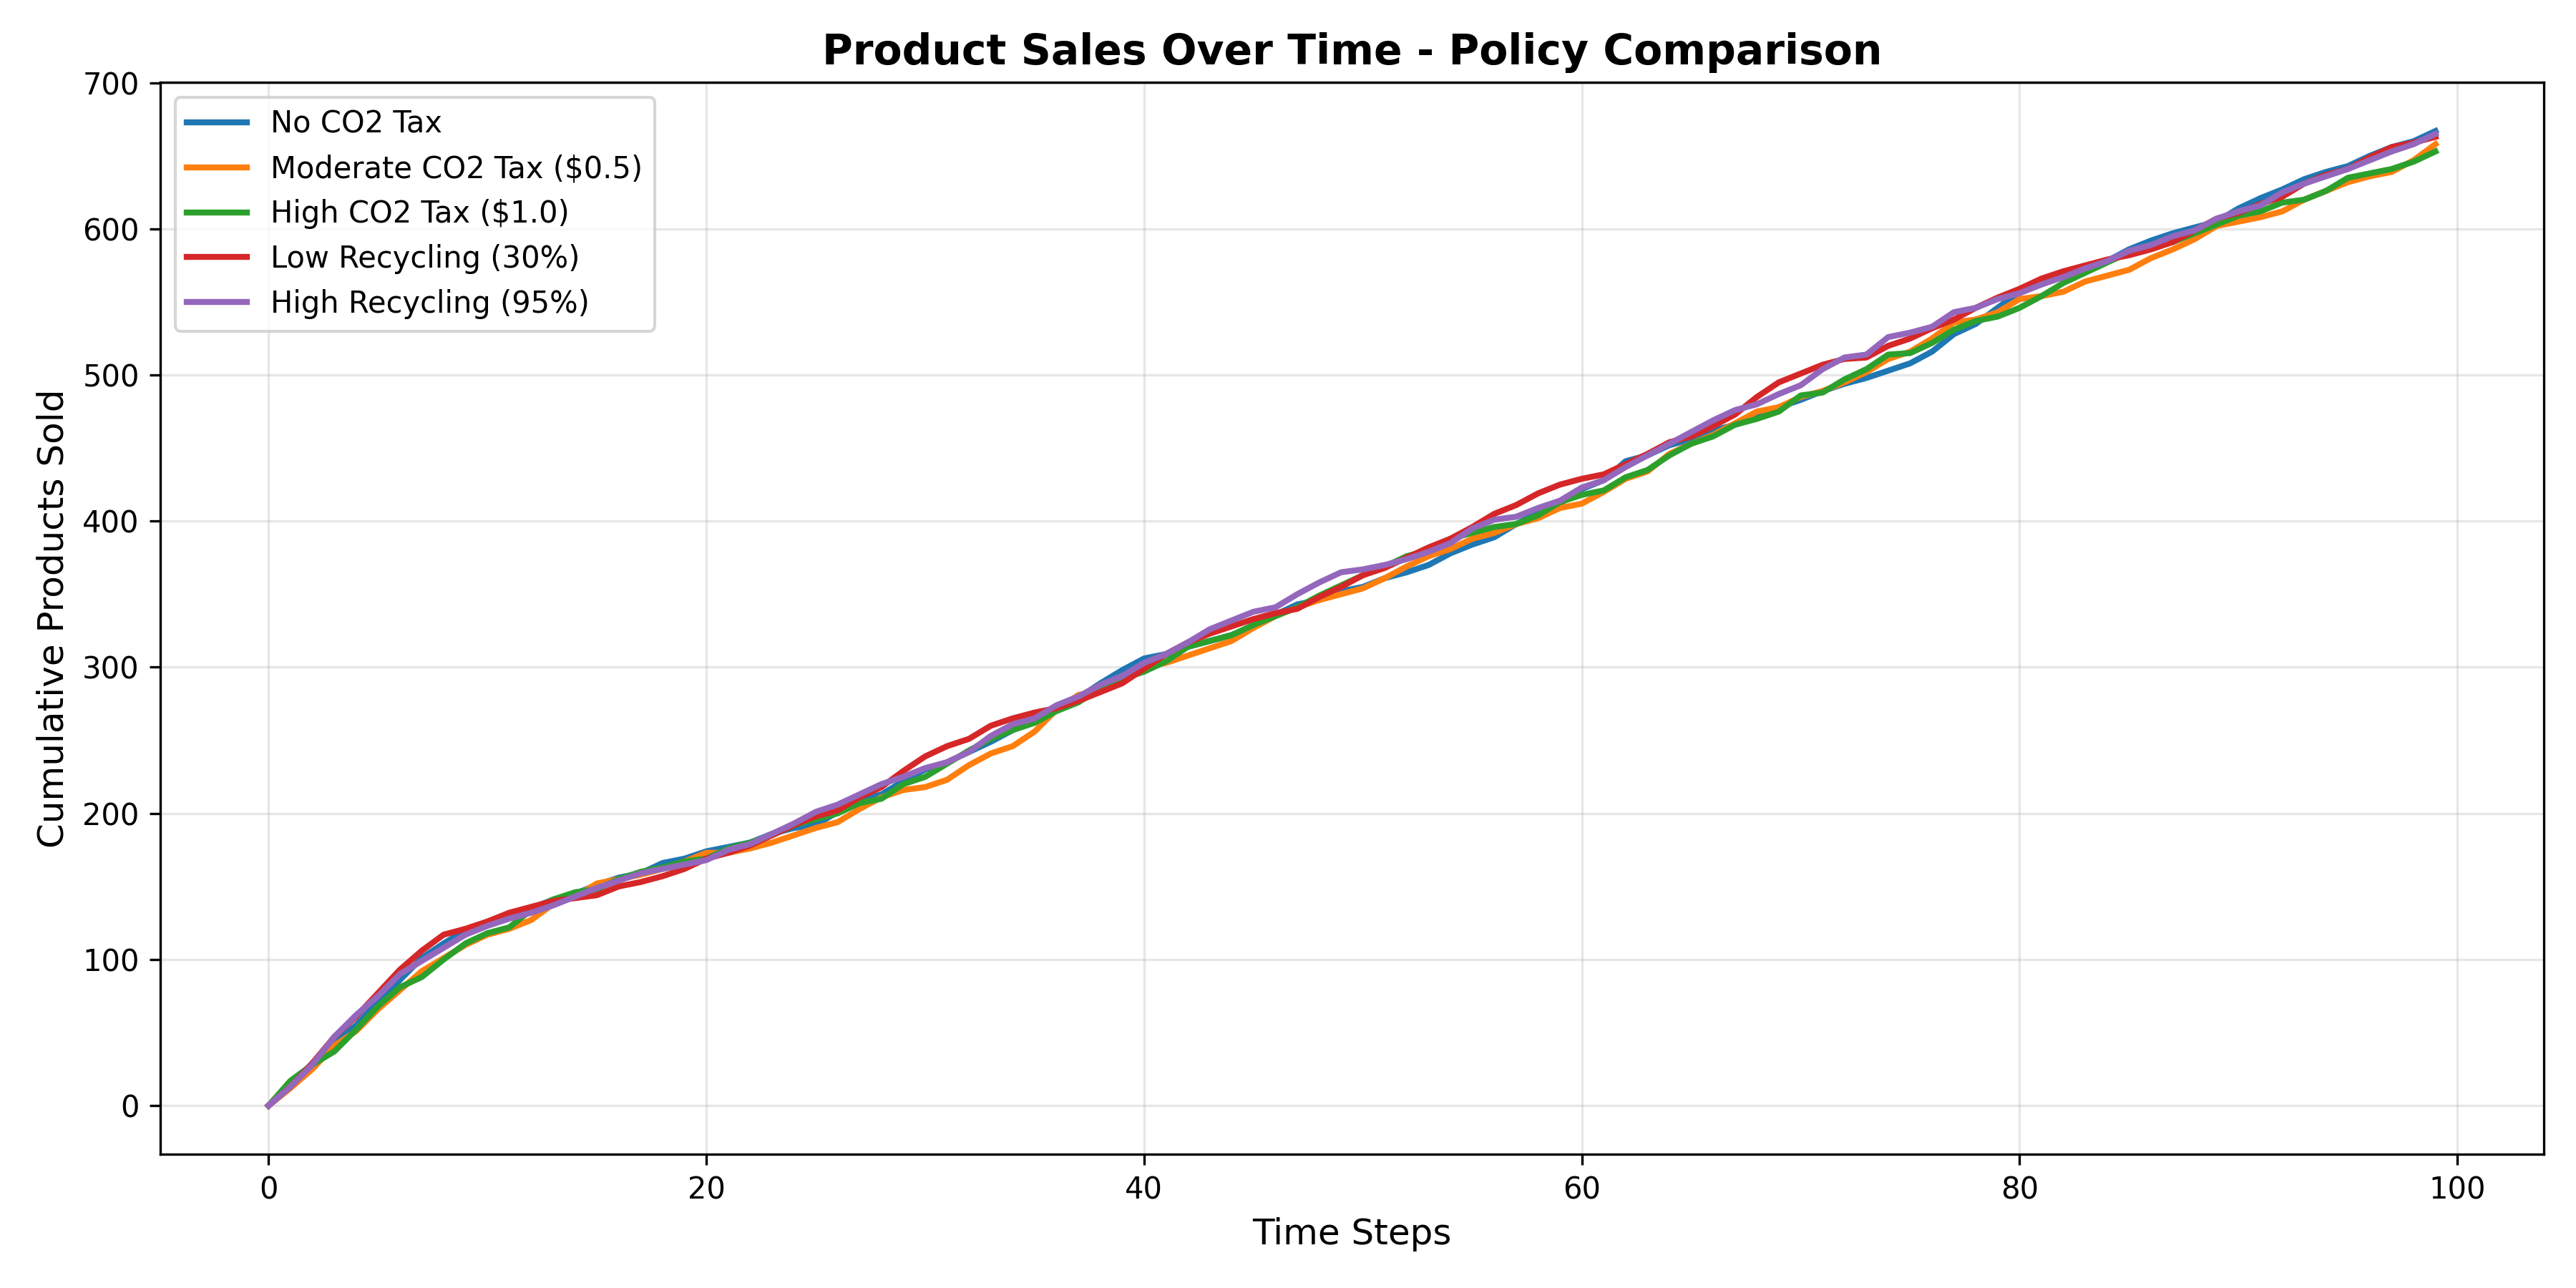 Product Sales Over Time - Policy Comparison
700
600
500
400
300
200
100
0
Cumulative Products Sold
No CO2 Tax
Moderate CO2 Tax ($0.5)
High CO2 Tax ($1.0)
Low Recycling (30%)
High Recycling (95%)
0 20 40 60 80 100
Time Steps